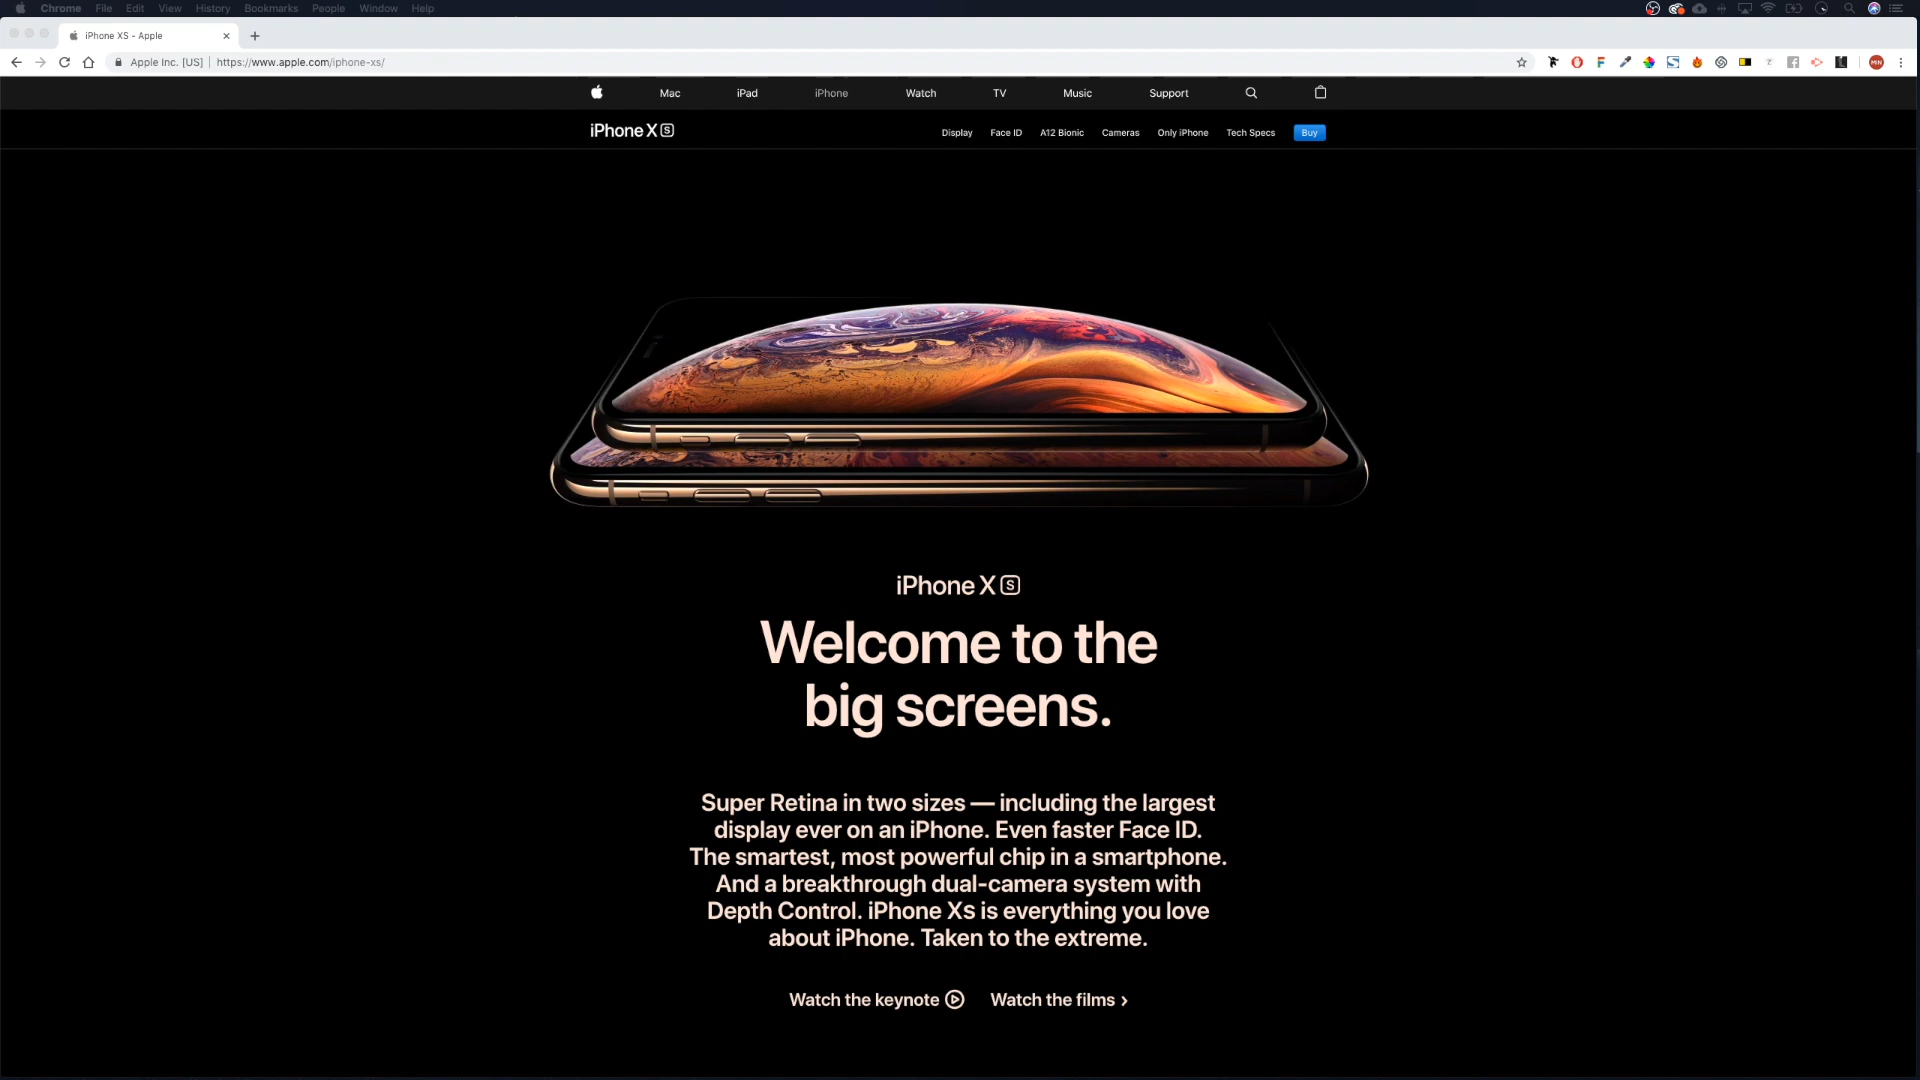 Chrome File Edit View History Bookmarks People Window Help
iPhone XS - Apple
Apple Inc. [US] https://www.apple.com/iphone-xs/
MN
Mac iPad iPhone Watch TV Music Support
iPhone XS
Display Face ID A12 Bionic Cameras Only iPhone Tech Specs Buy
iPhone XS
Welcome to the
big screens.
Super Retina in two sizes — including the largest
display ever on an iPhone. Even faster Face ID.
The smartest, most powerful chip in a smartphone.
And a breakthrough dual-camera system with
Depth Control. iPhone Xs is everything you love
about iPhone. Taken to the extreme.
Watch the keynote Watch the films